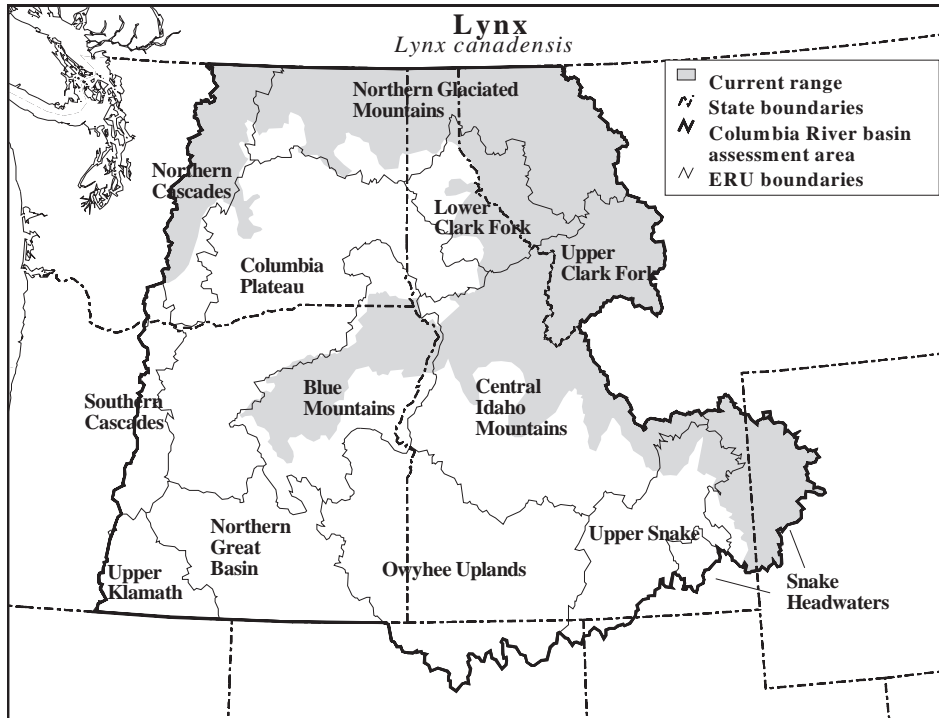 Lynx
Lynx canadensis
Current range
State boundaries
Columbia River basin
assessment area
ERU boundaries
Northern Glaciated
Mountains
Northern
Cascades
Lower
Clark Fork
Upper
Clark Fork
Columbia
Plateau
Blue
Mountains
Central
Idaho
Mountains
Southern
Cascades
Northern
Great
Basin
Upper Snake
Owyhee Uplands
Upper
Klamath
Snake
Headwaters